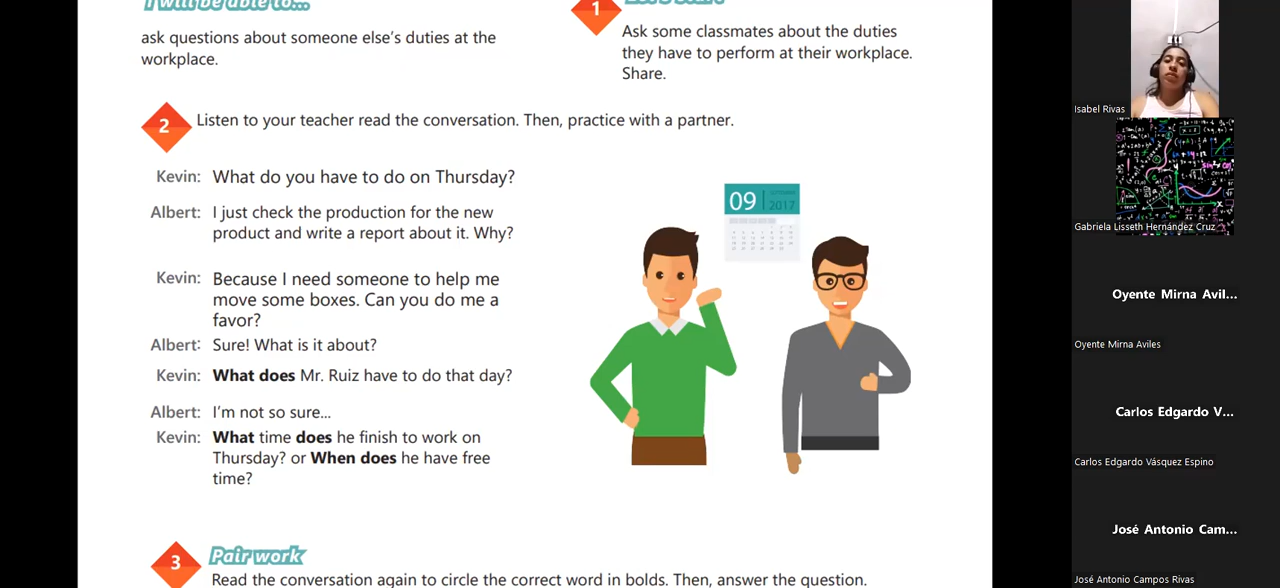 I will be able to...
ask questions about someone else's duties at the
workplace.
1
Let's start
Ask some classmates about the duties
they have to perform at their workplace.
Share.
2
Listen to your teacher read the conversation. Then, practice with a partner.
Kevin: What do you have to do on Thursday?
Albert: I just check the production for the new
product and write a report about it. Why?
Kevin: Because I need someone to help me
move some boxes. Can you do me a
favor?
Albert: Sure! What is it about?
Kevin: What does Mr. Ruiz have to do that day?
Albert: I'm not so sure...
Kevin: What time does he finish to work on
Thursday? or When does he have free
time?
09
2017
3
Pair work
Read the conversation again to circle the correct word in bolds. Then, answer the question.
Isabel Rivas
Gabriela Lisseth Hernández Cruz
Oyente Mirna Avil...
Oyente Mirna Aviles
Carlos Edgardo V...
Carlos Edgardo Vásquez Espino
José Antonio Cam...
José Antonio Campos Rivas